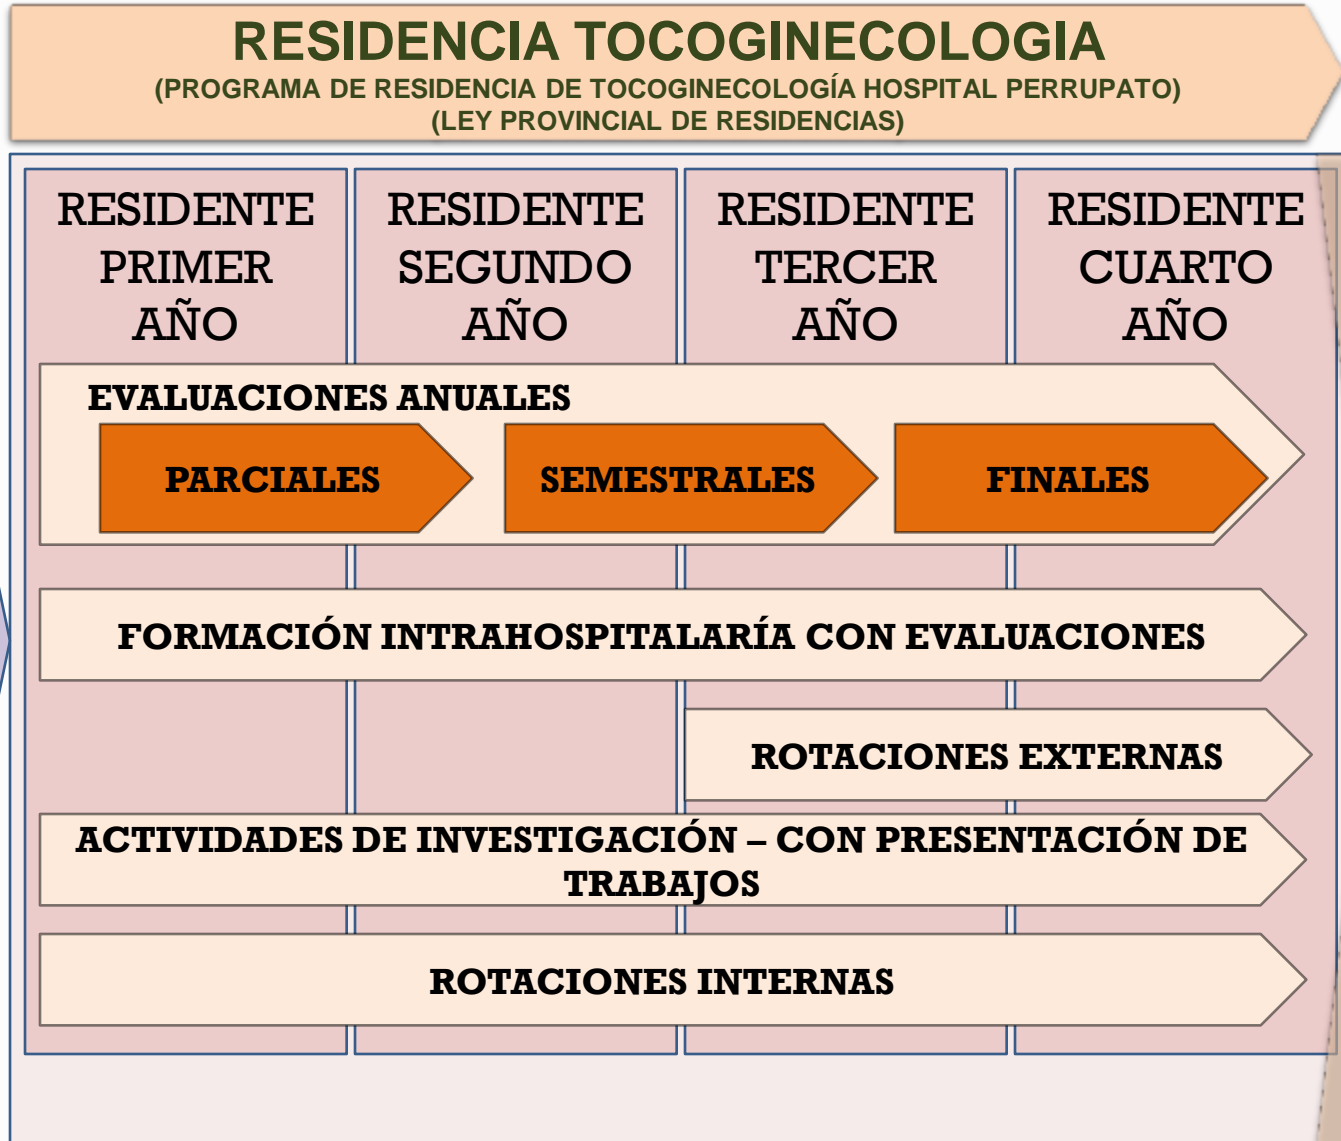 RESIDENCIA TOCOGINECOLOGIA
(PROGRAMA DE RESIDENCIA DE TOCOGINECOLOGÍA HOSPITAL PERRUPATO)
(LEY PROVINCIAL DE RESIDENCIAS)
RESIDENTE
PRIMER
AÑO
RESIDENTE
SEGUNDO
AÑO
RESIDENTE
TERCER
AÑO
RESIDENTE
CUARTO
AÑO
EVALUACIONES ANUALES
PARCIALES
SEMESTRALES
FINALES
FORMACIÓN INTRAHOSPITALARÍA CON EVALUACIONES
ROTACIONES EXTERNAS
ACTIVIDADES DE INVESTIGACIÓN – CON PRESENTACIÓN DE
TRABAJOS
ROTACIONES INTERNAS